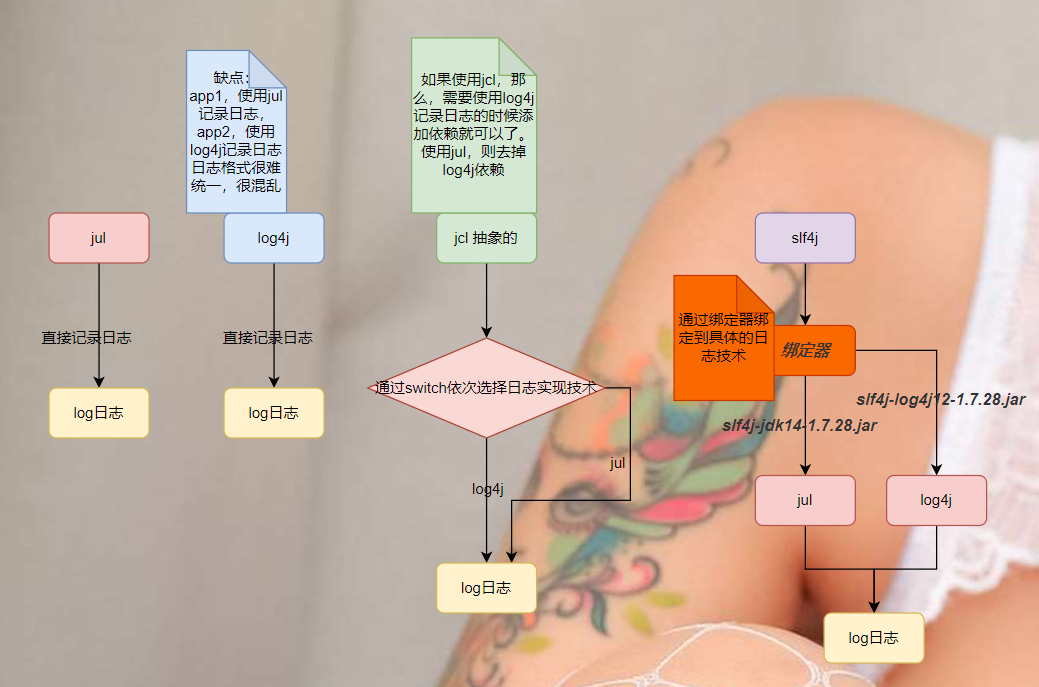 缺点：
app1，使用jul
记录日志，
app2，使用
log4j记录日志
日志格式很难
统一，很混乱
如果使用jcl，那
么，需要使用log4j
记录日志的时候添
加依赖就可以了。
使用jul，则去掉
log4j依赖
jul
log4j
jcl 抽象的
slf4j
直接记录日志
直接记录日志
通过绑定器绑
定到具体的日
志技术
绑定器
通过switch依次选择日志实现技术
slf4j-log4j12-1.7.28.jar
slf4j-jdk14-1.7.28.jar
log日志
log日志
jul
log4j
jul
log4j
log日志
log日志